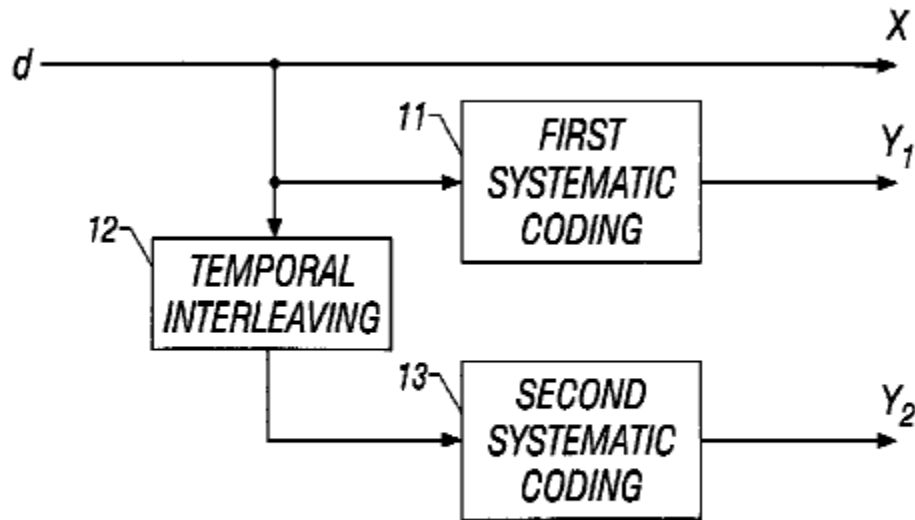 X
d
11
FIRST
SYSTEMATIC
CODING
Y1
12
TEMPORAL
INTERLEAVING
13
SECOND
SYSTEMATIC
CODING
Y2